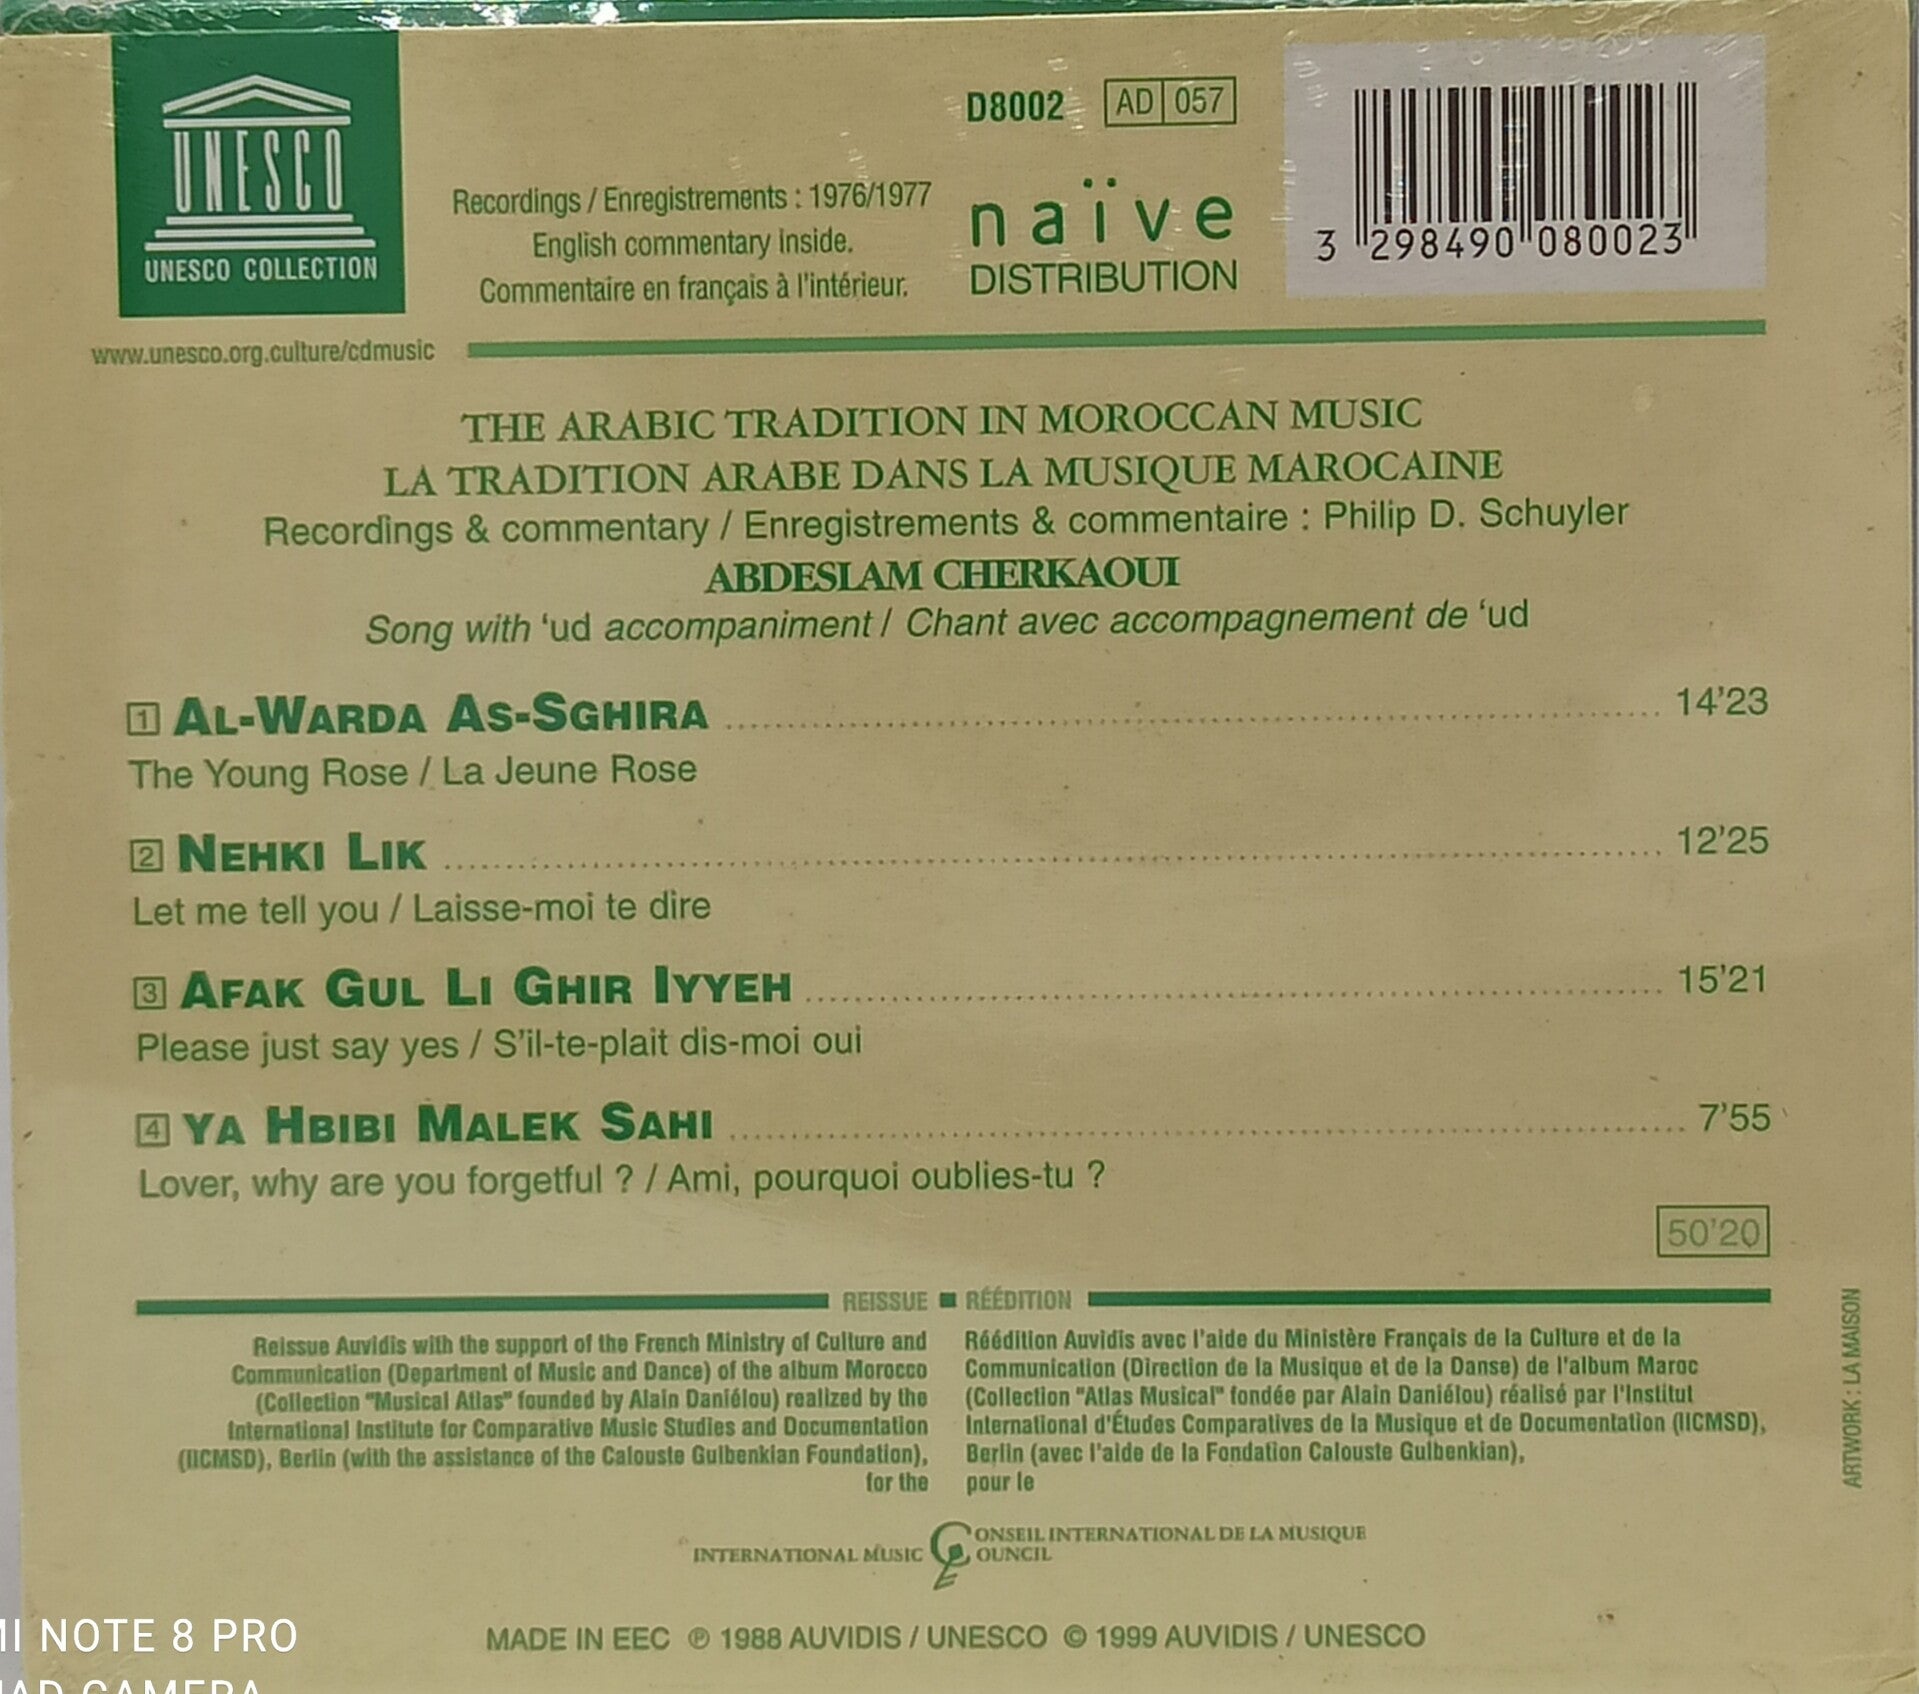 UNESCO
UNESCO COLLECTION
www.unesco.org.culture/cdmusic
Recordings / Enregistrements : 1976/1977
English commentary inside.
Commentaire en français à l'intérieur.
D8002 AD 057
naïve
DISTRIBUTION
3 298490 080023
THE ARABIC TRADITION IN MOROCCAN MUSIC
LA TRADITION ARABE DANS LA MUSIQUE MAROCAINE
Recordings & commentary / Enregistrements & commentaire : Philip D. Schuyler
ABDESLAM CHERKAOUI
Song with ‘ud accompaniment / Chant avec accompagnement de ‘ud
1 AL-WARDA AS-SGHIRA 14’23
The Young Rose / La Jeune Rose
2 NEHKI LIK 12’25
Let me tell you / Laisse-moi te dire
3 AFAK GUL LI GHIR IYYEH 15’21
Please just say yes / S’il-te-plait dis-moi oui
4 YA HBIBI MALEK SAHI 7’55
Lover, why are you forgetful ? / Ami, pourquoi oublies-tu ?
50’20
REISSUE ■ RÉÉDITION
Reissue Auvidis with the support of the French Ministry of Culture and
Communication (Department of Music and Dance) of the album Morocco
(Collection "Musical Atlas" founded by Alain Daniélou) realized by the
International Institute for Comparative Music Studies and Documentation
(IICMSD), Berlin (with the assistance of the Calouste Gulbenkian Foundation),
for the
Réédition Auvidis avec l'aide du Ministère Français de la Culture et de la
Communication (Direction de la Musique et de la Danse) de l'album Maroc
(Collection "Atlas Musical" fondée par Alain Daniélou) réalisé par l'Institut
International d'Études Comparatives de la Musique et de Documentation (IICMSD),
Berlin (avec l'aide de la Fondation Calouste Gulbenkian),
pour le
CONSEIL INTERNATIONAL DE LA MUSIQUE
INTERNATIONAL MUSIC COUNCIL
MADE IN EEC ℗ 1988 AUVIDIS / UNESCO © 1999 AUVIDIS / UNESCO
ARTWORK : LA MAISON
MI NOTE 8 PRO
CAMERA